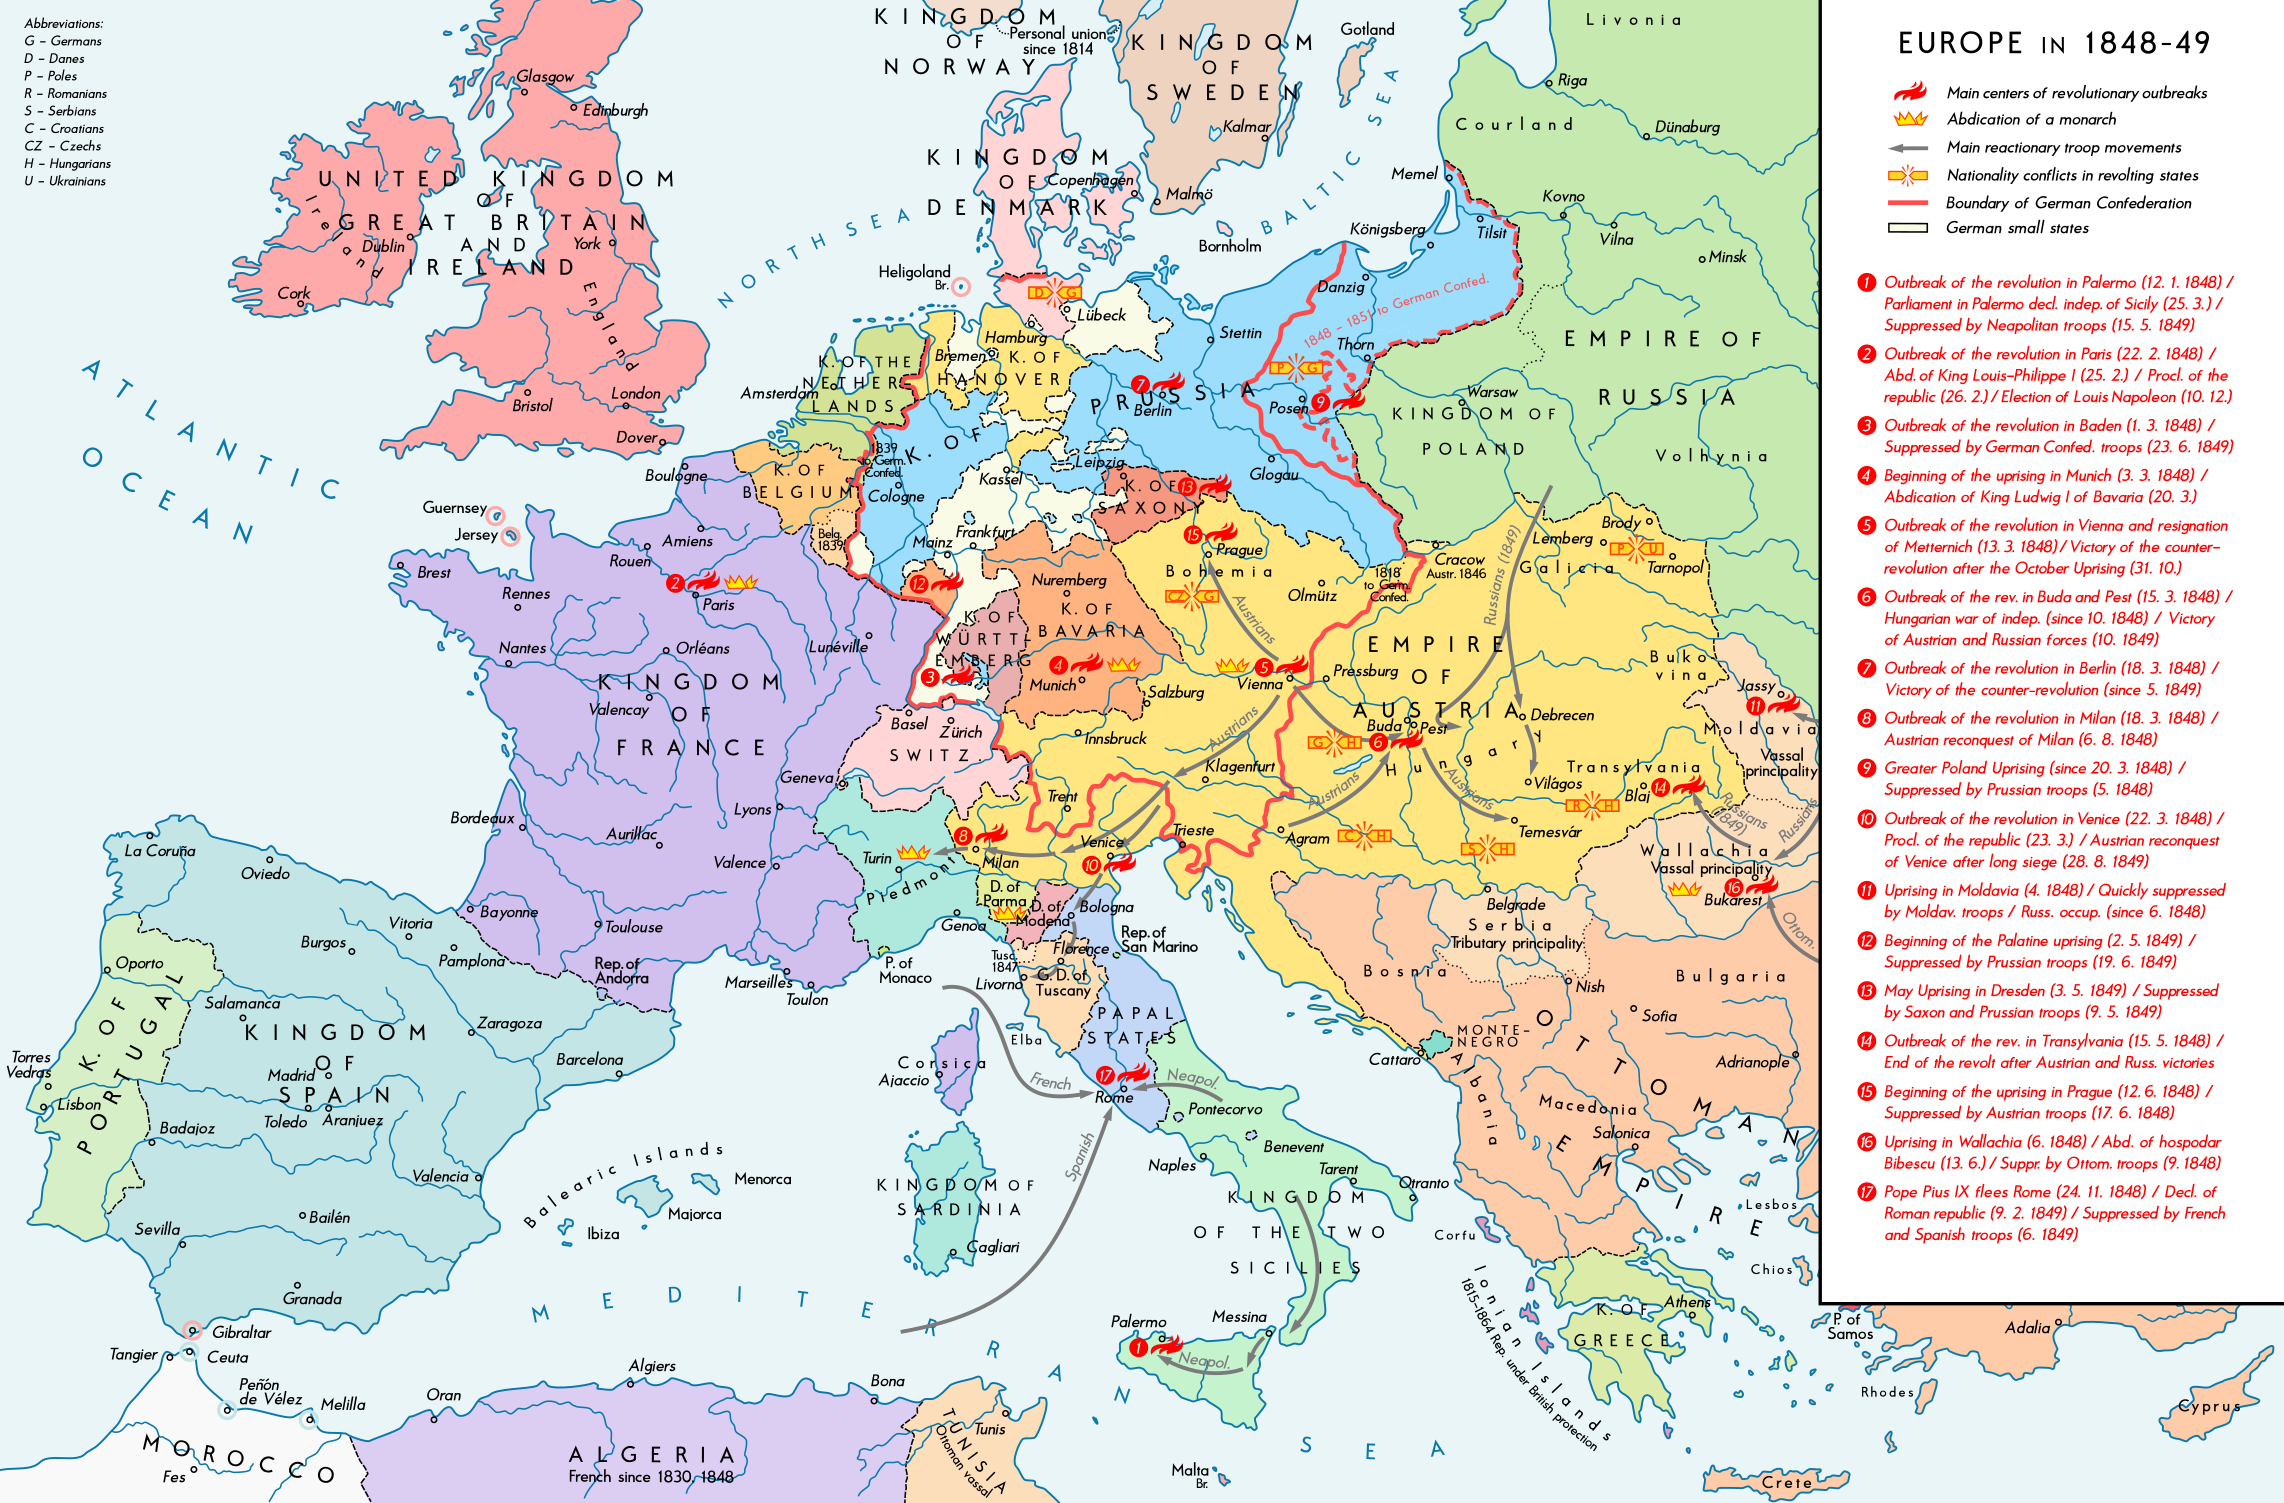 Abbreviations:
G – Germans
D – Danes
P – Poles
R – Romanians
S – Serbians
C – Croatians
CZ – Czechs
H – Hungarians
U – Ukrainians
EUROPE IN 1848-49
Main centers of revolutionary outbreaks
Abdication of a monarch
Main reactionary troop movements
Nationality conflicts in revolting states
Boundary of German Confederation
German small states
1 Outbreak of the revolution in Palermo (12. 1. 1848) /
Parliament in Palermo decl. indep. of Sicily (25. 3.) /
Suppressed by Neapolitan troops (15. 5. 1849)
2 Outbreak of the revolution in Paris (22. 2. 1848) /
Abd. of King Louis-Philippe I (25. 2.) / Procl. of the
republic (26. 2.) / Election of Louis Napoleon (10. 12.)
3 Outbreak of the revolution in Baden (1. 3. 1848) /
Suppressed by German Confed. troops (23. 6. 1849)
4 Beginning of the uprising in Munich (3. 3. 1848) /
Abdication of King Ludwig I of Bavaria (20. 3.)
5 Outbreak of the revolution in Vienna and resignation
of Metternich (13. 3. 1848) / Victory of the counter-
revolution after the October Uprising (31. 10.)
6 Outbreak of the rev. in Buda and Pest (15. 3. 1848) /
Hungarian war of indep. (since 10. 1848) / Victory
of Austrian and Russian forces (10. 1849)
7 Outbreak of the revolution in Berlin (18. 3. 1848) /
Victory of the counter-revolution (since 5. 1849)
8 Outbreak of the revolution in Milan (18. 3. 1848) /
Austrian reconquest of Milan (6. 8. 1848)
9 Greater Poland Uprising (since 20. 3. 1848) /
Suppressed by Prussian troops (5. 1848)
10 Outbreak of the revolution in Venice (22. 3. 1848) /
Procl. of the republic (23. 3.) / Austrian reconquest
of Venice after long siege (28. 8. 1849)
11 Uprising in Moldavia (4. 1848) / Quickly suppressed
by Moldav. troops / Russ. occup. (since 6. 1848)
12 Beginning of the Palatine uprising (2. 5. 1849) /
Suppressed by Prussian troops (19. 6. 1849)
13 May Uprising in Dresden (3. 5. 1849) / Suppressed
by Saxon and Prussian troops (9. 5. 1849)
14 Outbreak of the rev. in Transylvania (15. 5. 1848) /
End of the revolt after Austrian and Russ. victories
15 Beginning of the uprising in Prague (12. 6. 1848) /
Suppressed by Austrian troops (17. 6. 1848)
16 Uprising in Wallachia (6. 1848) / Abd. of hospodar
Bibescu (13. 6.) / Suppr. by Ottom. troops (9. 1848)
17 Pope Pius IX flees Rome (24. 11. 1848) / Decl. of
Roman republic (9. 2. 1849) / Suppressed by French
and Spanish troops (6. 1849)
KINGDOM
OF
NORWAY
Personal union
since 1814
KINGDOM
OF
SWEDEN
Gotland
Kalmar
Malmö
Livonia
Riga
Courland
Dünaburg
Glasgow
Edinburgh
UNITED KINGDOM
OF
GREAT BRITAIN
AND
IRELAND
Ireland
Dublin
York
Cork
England
Bristol
London
Dover
NORTH SEA
BALTIC SEA
ATLANTIC
OCEAN
KINGDOM
OF
DENMARK
Copenhagen
Bornholm
Heligoland
Br.
D G
Memel
Tilsit
Königsberg
Kovno
Vilna
Minsk
Danzig
1848 - 1851 to German Confed.
Thorn
EMPIRE OF
RUSSIA
Warsaw
KINGDOM OF
POLAND
Volhynia
Lübeck
Hamburg
Bremen
K. OF
HANOVER
Stettin
7
Berlin
K. OF PRUSSIA
P G
Posen
9
Glogau
K. OF THE
NETHER-
LANDS
Amsterdam
1839
to Germ.
Confed.
K. OF
BELGIUM
Belg.
1839
Cologne
Kassel
Leipzig
K. OF
SAXONY
13
Frankfurt
Mainz
12
Boulogne
Guernsey
Jersey
Amiens
Rouen
Brest
Rennes
2
Paris
Nantes
Orléans
Lunéville
KINGDOM
OF
FRANCE
Valencay
Geneva
Lyons
Bordeaux
Aurillac
Valence
Bayonne
Toulouse
Rep. of
Andorra
Marseilles
Toulon
Nuremberg
K. OF
BAVARIA
K. OF
WÜRTT-
EMBERG
3
4
Munich
Salzburg
Basel
Zürich
SWITZ.
Innsbruck
15
Prague
Bohemia
CZ G
Olmütz
Austrians
1818
to Germ.
Confed.
Cracow
Austr. 1846
Russians (1849)
Galicia
Lemberg
Brody
P U
Tarnopol
EMPIRE
OF
AUSTRIA
Bukovina
5
Vienna
Pressburg
Buda
Pest
6
G H
Debrecen
Hungary
Austrians
Klagenfurt
Austrians
Austrians
Világos
Transylvania
Blaj
14
R H
Temesvár
Agram
C H
S H
Jassy
11
Moldavia
Vassal
principality
Russians
(1849)
Russians
Wallachia
Vassal principality
16
Bukarest
Ottom.
Trent
Trieste
Venice
10
8
Milan
Turin
Piedmont
Genoa
D. of
Parma
D. of
Modena
Bologna
Rep. of
San Marino
P. of
Monaco
Tusc.
1847
Florence
Livorno
G.D. of
Tuscany
Elba
PAPAL
STATES
17
Rome
French
Neapol.
Spanish
Corsica
Ajaccio
KINGDOM OF
SARDINIA
Cagliari
Pontecorvo
Benevent
Naples
Tarent
Otranto
KINGDOM
OF THE TWO
SICILIES
Messina
Palermo
1
Neapol.
Belgrade
Serbia
Tributary principality
Nish
Bosnia
Bulgaria
Sofia
MONTE-
NEGRO
Cattaro
Albania
OTTOMAN
EMPIRE
Macedonia
Salonica
Adrianople
Lesbos
Chios
Corfu
Ionian Islands
1815-1864 Rep. under British protection
K. OF
GREECE
Athens
P. of
Samos
Adalia
Rhodes
Cyprus
Crete
La Coruña
Oviedo
Vitoria
Burgos
Pamplona
Oporto
K. OF
PORTUGAL
Salamanca
KINGDOM
OF
SPAIN
Zaragoza
Barcelona
Torres
Vedras
Lisbon
Madrid
Toledo
Aranjuez
Badajoz
Valencia
Balearic Islands
Menorca
Majorca
Ibiza
Sevilla
Bailén
Granada
Gibraltar
Ceuta
Tangier
Peñón
de Vélez
Melilla
Oran
Algiers
Bona
MOROCCO
Fes
ALGERIA
French since 1830, 1848
TUNISIA
Ottoman vassal
Tunis
Malta
Br.
MEDITERRANEAN
SEA